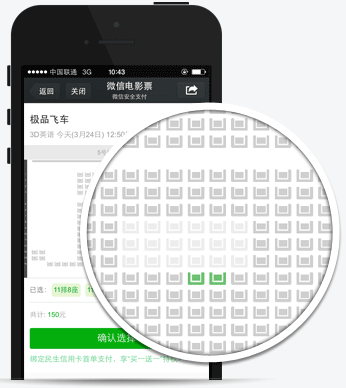 中国联通 3G 10:43
返回 关闭 微信电影票
微信安全支付
极品飞车
3D英语 今天(3月24日) 12:50
已选: 11排8座
共计: 150元
确认选择
绑定民生信用卡首单支付，享“买一送一”特